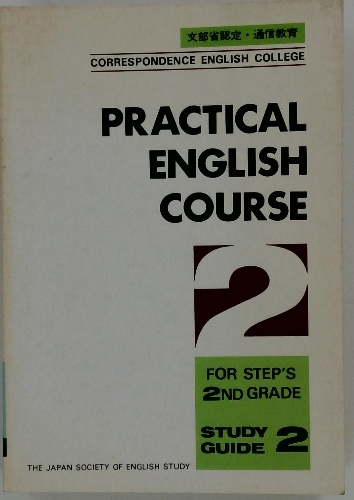 文部省認定・通信教育
CORRESPONDENCE ENGLISH COLLEGE
PRACTICAL
ENGLISH
COURSE
2
FOR STEP'S
2ND GRADE
STUDY
GUIDE 2
THE JAPAN SOCIETY OF ENGLISH STUDY